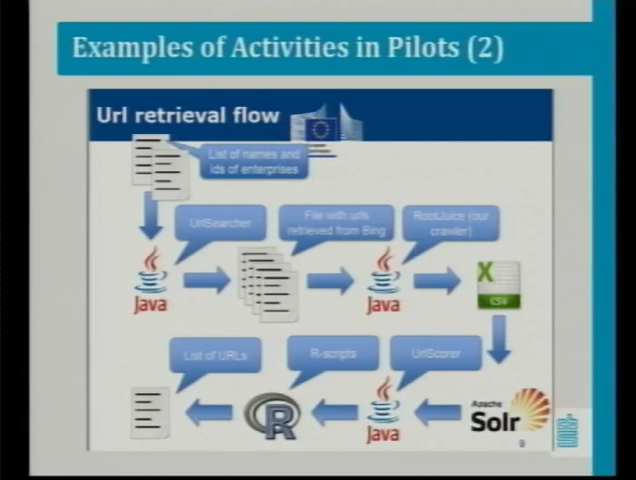 Examples of Activities in Pilots (2)
Url retrieval flow
List of names and
ids of enterprises
UrlSearcher
File with urls
retrieved from Bing
RootJuice (our
crawler)
Java
Java
X
CSV
List of URLs
R-scripts
UrlScorer
R
Java
Apache
Solr
9